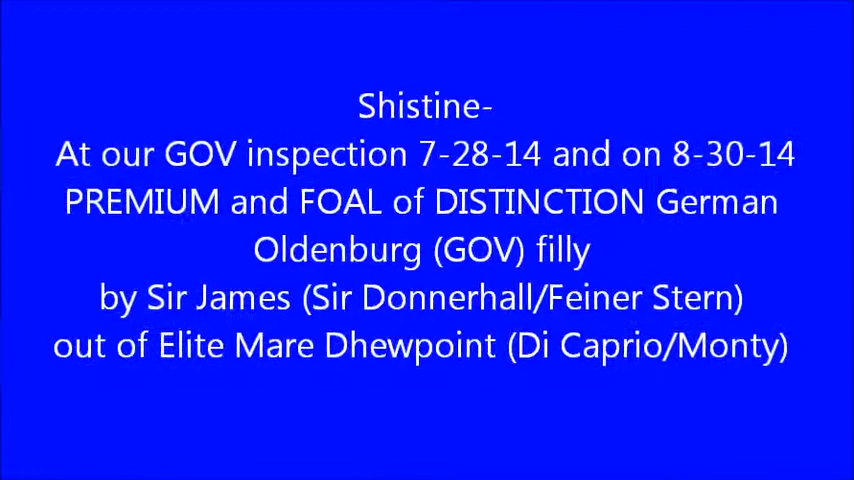 Shistine-
At our GOV inspection 7-28-14 and on 8-30-14
PREMIUM and FOAL of DISTINCTION German
Oldenburg (GOV) filly
by Sir James (Sir Donnerhall/Feiner Stern)
out of Elite Mare Dhewpoint (Di Caprio/Monty)